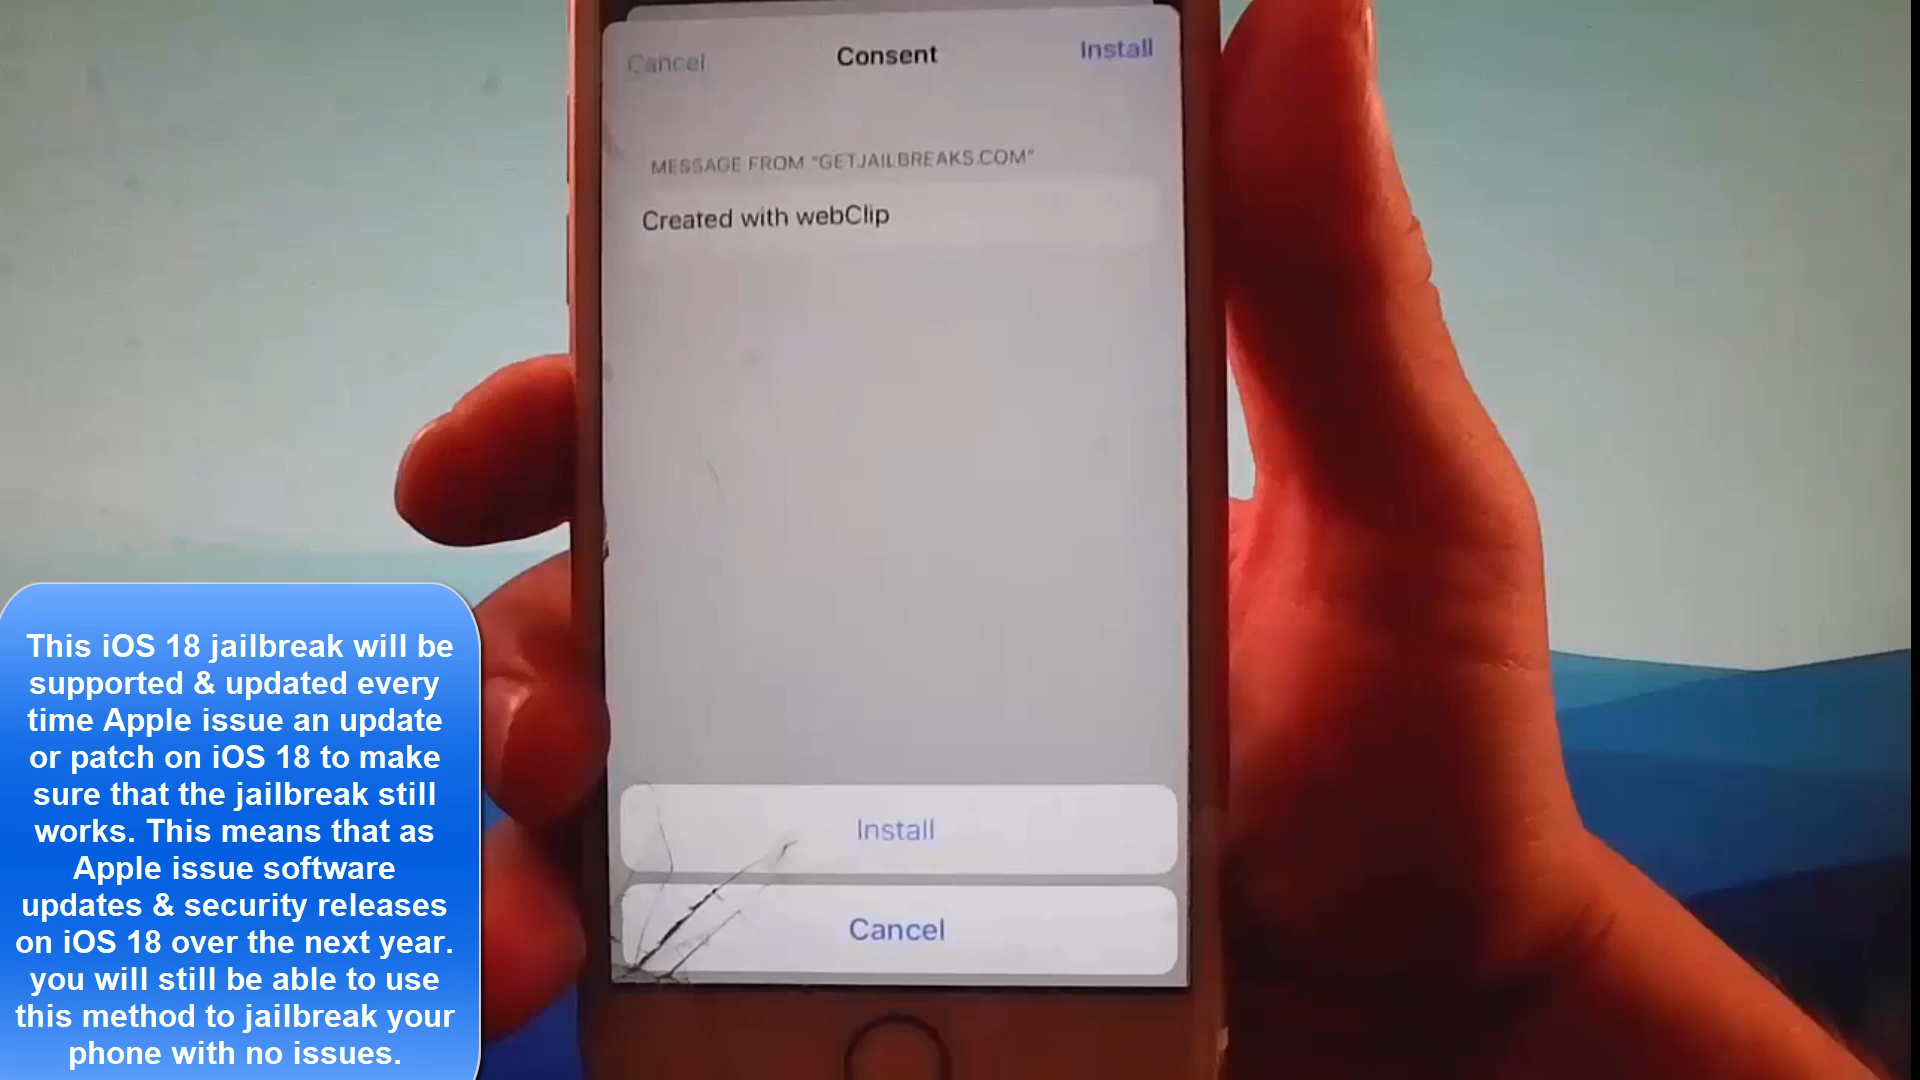 Cancel Consent Install
MESSAGE FROM "GETJAILBREAKS.COM"
Created with webClip
Install
Cancel
This iOS 18 jailbreak will be
supported & updated every
time Apple issue an update
or patch on iOS 18 to make
sure that the jailbreak still
works. This means that as
Apple issue software
updates & security releases
on iOS 18 over the next year.
you will still be able to use
this method to jailbreak your
phone with no issues.